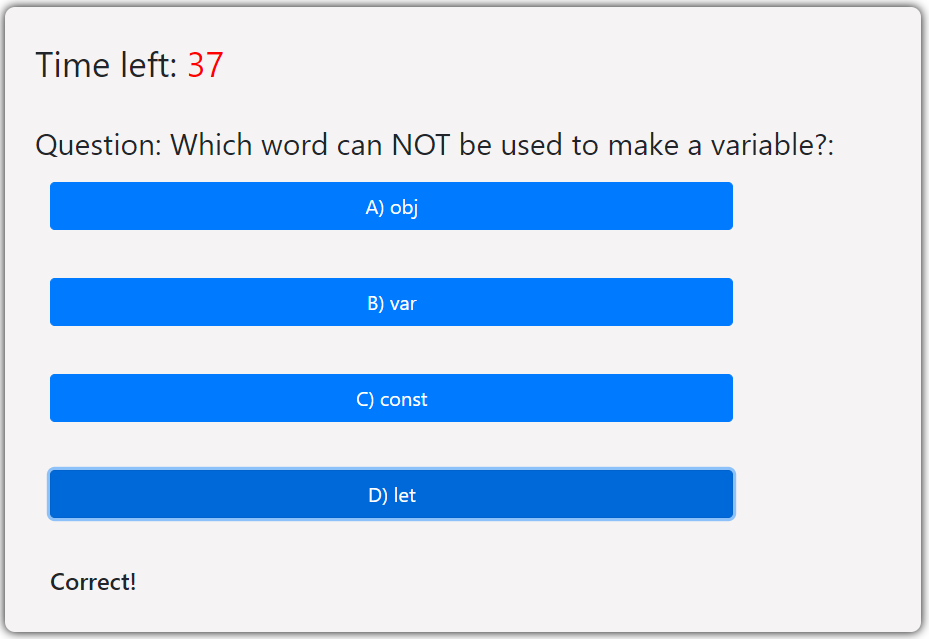 Time left: 37
Question: Which word can NOT be used to make a variable?:
A) obj
B) var
C) const
D) let
Correct!